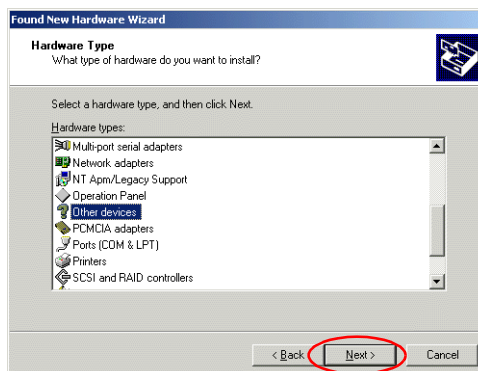 Found New Hardware Wizard
Hardware Type
What type of hardware do you want to install?
Select a hardware type, and then click Next.
Hardware types:
Multi-port serial adapters
Network adapters
NT Apm/Legacy Support
Operation Panel
Other devices
PCMCIA adapters
Ports (COM & LPT)
Printers
SCSI and RAID controllers
< Back Next > Cancel